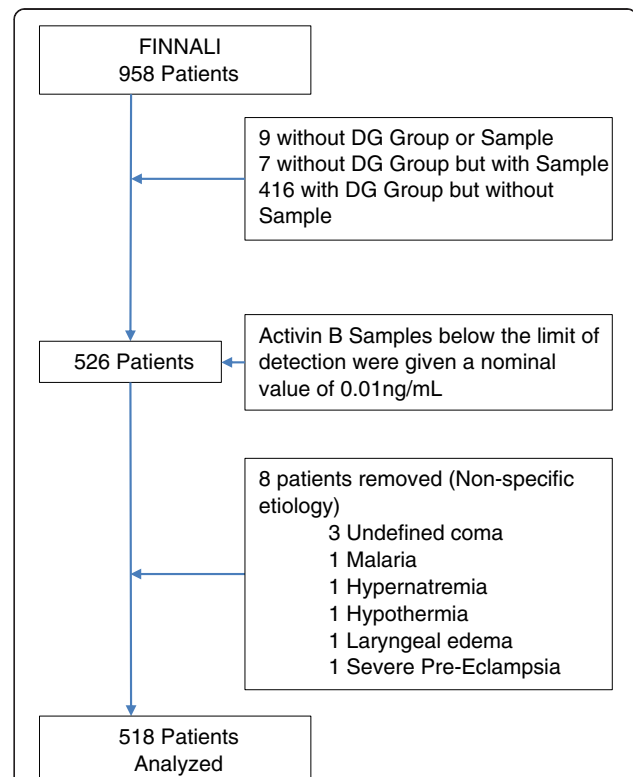 FINNALI
958 Patients
9 without DG Group or Sample
7 without DG Group but with Sample
416 with DG Group but without
Sample
526 Patients
Activin B Samples below the limit of
detection were given a nominal
value of 0.01ng/mL
8 patients removed (Non-specific
etiology)
3 Undefined coma
1 Malaria
1 Hypernatremia
1 Hypothermia
1 Laryngeal edema
1 Severe Pre-Eclampsia
518 Patients
Analyzed